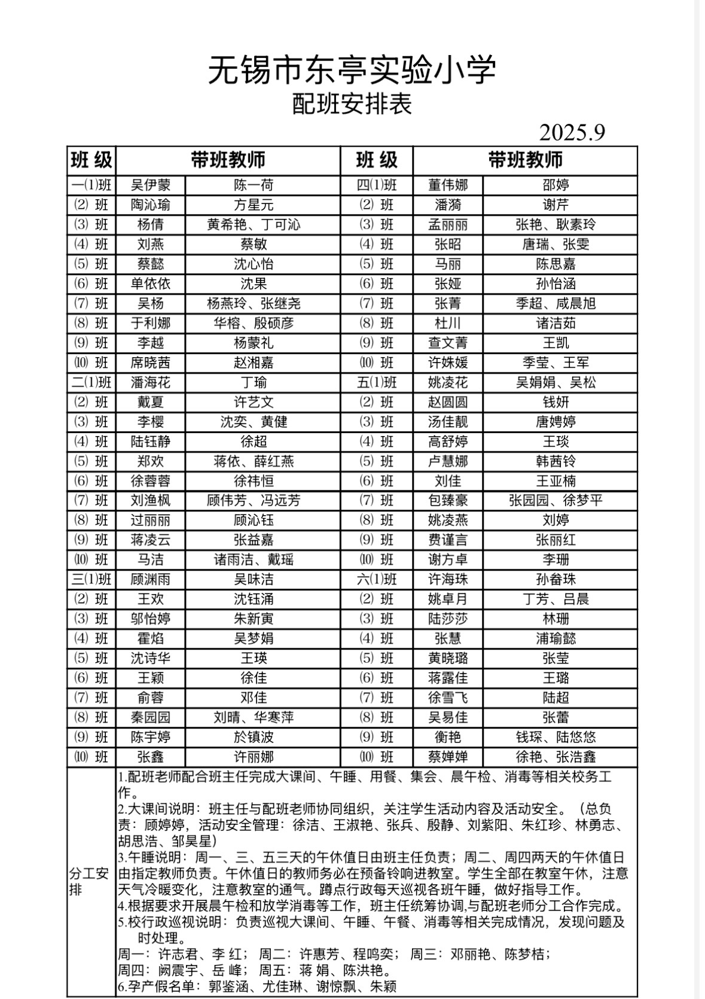 无锡市东亭实验小学
配班安排表
2025.9
班 级 带班教师 班 级 带班教师
一⑴班 吴伊蒙 陈一荷 四⑴班 董伟娜 邵婷
⑵ 班 陶沁瑜 方星元 ⑵ 班 潘漪 谢芹
⑶ 班 杨倩 黄希艳、丁可沁 ⑶ 班 孟丽丽 张艳、耿素玲
⑷ 班 刘燕 蔡敏 ⑷ 班 张昭 唐瑞、张雯
⑸ 班 蔡懿 沈心怡 ⑸ 班 马丽 陈思嘉
⑹ 班 单依依 沈果 ⑹ 班 张娅 孙怡涵
⑺ 班 吴杨 杨燕玲、张继尧 ⑺ 班 张菁 季超、咸晨旭
⑻ 班 于利娜 华榕、殷硕彦 ⑻ 班 杜川 诸洁茹
⑼ 班 李越 杨蒙礼 ⑼ 班 查文菁 王凯
⑽ 班 席晓茜 赵湘嘉 ⑽ 班 许姝媛 季莹、王军
二⑴班 潘海花 丁瑜 五⑴班 姚凌花 吴娟娟、吴松
⑵ 班 戴夏 许艺文 ⑵ 班 赵圆圆 钱妍
⑶ 班 李樱 沈奕、黄健 ⑶ 班 汤佳靓 唐娉婷
⑷ 班 陆钰静 徐超 ⑷ 班 高舒婷 王琰
⑸ 班 郑欢 蒋依、薛红燕 ⑸ 班 卢慧娜 韩茜铃
⑹ 班 徐蓉蓉 徐祎恒 ⑹ 班 刘佳 王亚楠
⑺ 班 刘渔枫 顾伟芳、冯远芳 ⑺ 班 包臻豪 张园园、徐梦平
⑻ 班 过丽丽 顾沁钰 ⑻ 班 姚凌燕 刘婷
⑼ 班 蒋凌云 张益嘉 ⑼ 班 费谨言 张丽红
⑽ 班 马洁 诸雨洁、戴瑶 ⑽ 班 谢方卓 李珊
三⑴班 顾渊雨 吴味洁 六⑴班 许海珠 孙畚珠
⑵ 班 王欢 沈钰涌 ⑵ 班 姚卓月 丁芳、吕晨
⑶ 班 邬怡婷 朱新寅 ⑶ 班 陆莎莎 林珊
⑷ 班 霍焰 吴梦娟 ⑷ 班 张慧 浦瑜懿
⑸ 班 沈诗华 王瑛 ⑸ 班 黄晓璐 张莹
⑹ 班 王颖 徐佳 ⑹ 班 蒋露佳 王璐
⑺ 班 俞蓉 邓佳 ⑺ 班 徐雪飞 陆超
⑻ 班 秦园园 刘晴、华寒萍 ⑻ 班 吴易佳 张蕾
⑼ 班 陈宇婷 於镇波 ⑼ 班 衡艳 钱琛、陆悠悠
⑽ 班 张鑫 许丽娜 ⑽ 班 蔡婵婵 徐艳、张浩鑫
分工安
排
1.配班老师配合班主任完成大课间、午睡、用餐、集会、晨午检、消毒等相关校务工
作。
2.大课间说明：班主任与配班老师协同组织，关注学生活动内容及活动安全。（总负
责：顾婷婷，活动安全管理：徐洁、王淑艳、张兵、殷静、刘紫阳、朱红珍、林勇志、
胡思浩、邹昊星）
3.午睡说明：周一、三、五三天的午休值日由班主任负责；周二、周四两天的午休值日
由指定教师负责。午休值日的教师务必在预备铃响进教室。学生全部在教室午休，注意
天气冷暖变化，注意教室的通气。蹲点行政每天巡视各班午睡，做好指导工作。
4.根据要求开展晨午检和放学消毒等工作，班主任统筹协调,与配班老师分工合作完成。
5.校行政巡视说明：负责巡视大课间、午睡、午餐、消毒等相关完成情况，发现问题及
时处理。
周一：许志君、李 红； 周二：许惠芳、程鸣奕； 周三：邓丽艳、陈梦桔；
周四：阙震宇、岳 峰； 周五：蒋 娟、陈洪艳。
6.孕产假名单：郭鉴涵、尤佳琳、谢惊飘、朱颖